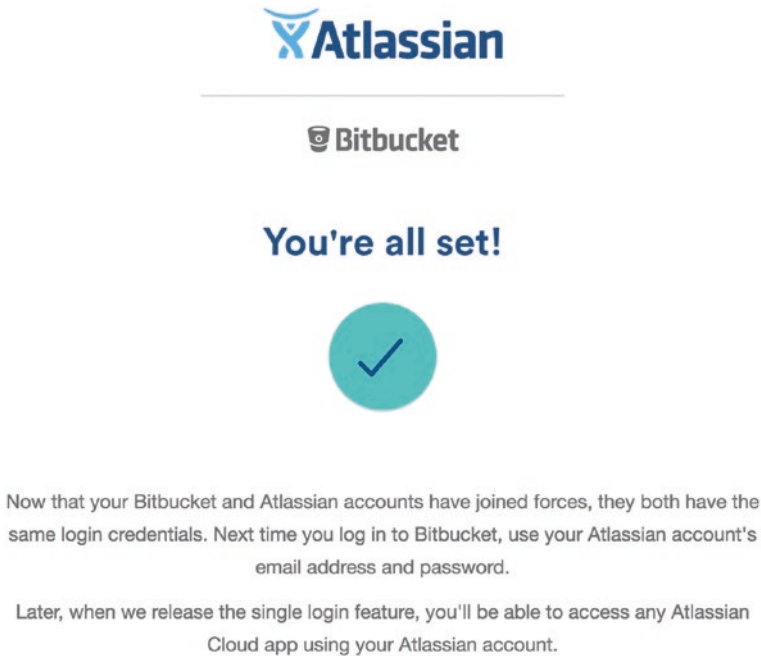 Atlassian
Bitbucket
You're all set!
Now that your Bitbucket and Atlassian accounts have joined forces, they both have the
same login credentials. Next time you log in to Bitbucket, use your Atlassian account's
email address and password.
Later, when we release the single login feature, you'll be able to access any Atlassian
Cloud app using your Atlassian account.